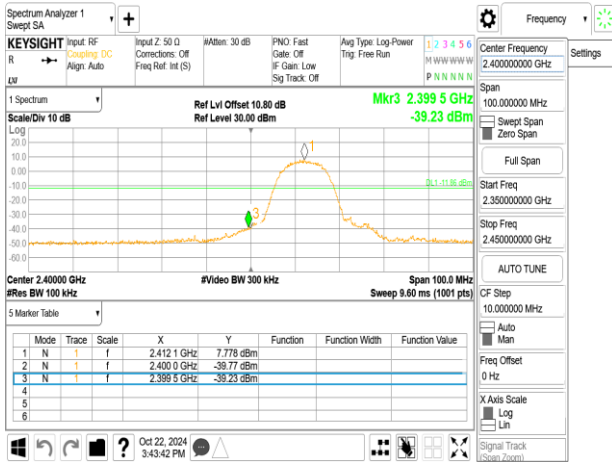 Spectrum Analyzer 1
Swept SA
Frequency
KEYSIGHT
R
Input: RF
Coupling: DC
Align: Auto
Input Z: 50 Ω
Corrections: Off
Freq Ref: Int (S)
#Atten: 30 dB
PNO: Fast
Gate: Off
IF Gain: Low
Sig Track: Off
Avg Type: Log-Power
Trig: Free Run
1 2 3 4 5 6
M W W W W W
P N N N N N
1 Spectrum
Scale/Div 10 dB
Ref Lvl Offset 10.80 dB
Ref Level 30.00 dBm
Mkr3 2.399 5 GHz
-39.23 dBm
Log
20.0
10.0
0.00
-10.0
-20.0
-30.0
-40.0
-50.0
-60.0
1
3
DL1 -11.86 dBm
Center 2.40000 GHz
#Res BW 100 kHz
#Video BW 300 kHz
Span 100.0 MHz
Sweep 9.60 ms (1001 pts)
5 Marker Table
Mode Trace Scale X Y Function Function Width Function Value
1 N 1 f 2.412 1 GHz 7.778 dBm
2 N 1 f 2.400 0 GHz -39.77 dBm
3 N 1 f 2.399 5 GHz -39.23 dBm
4
5
6
Oct 22, 2024
3:43:42 PM
Center Frequency
2.400000000 GHz
Settings
Span
100.000000 MHz
Swept Span
Zero Span
Full Span
Start Freq
2.350000000 GHz
Stop Freq
2.450000000 GHz
AUTO TUNE
CF Step
10.000000 MHz
Auto
Man
Freq Offset
0 Hz
X Axis Scale
Log
Lin
Signal Track
(Span Zoom)